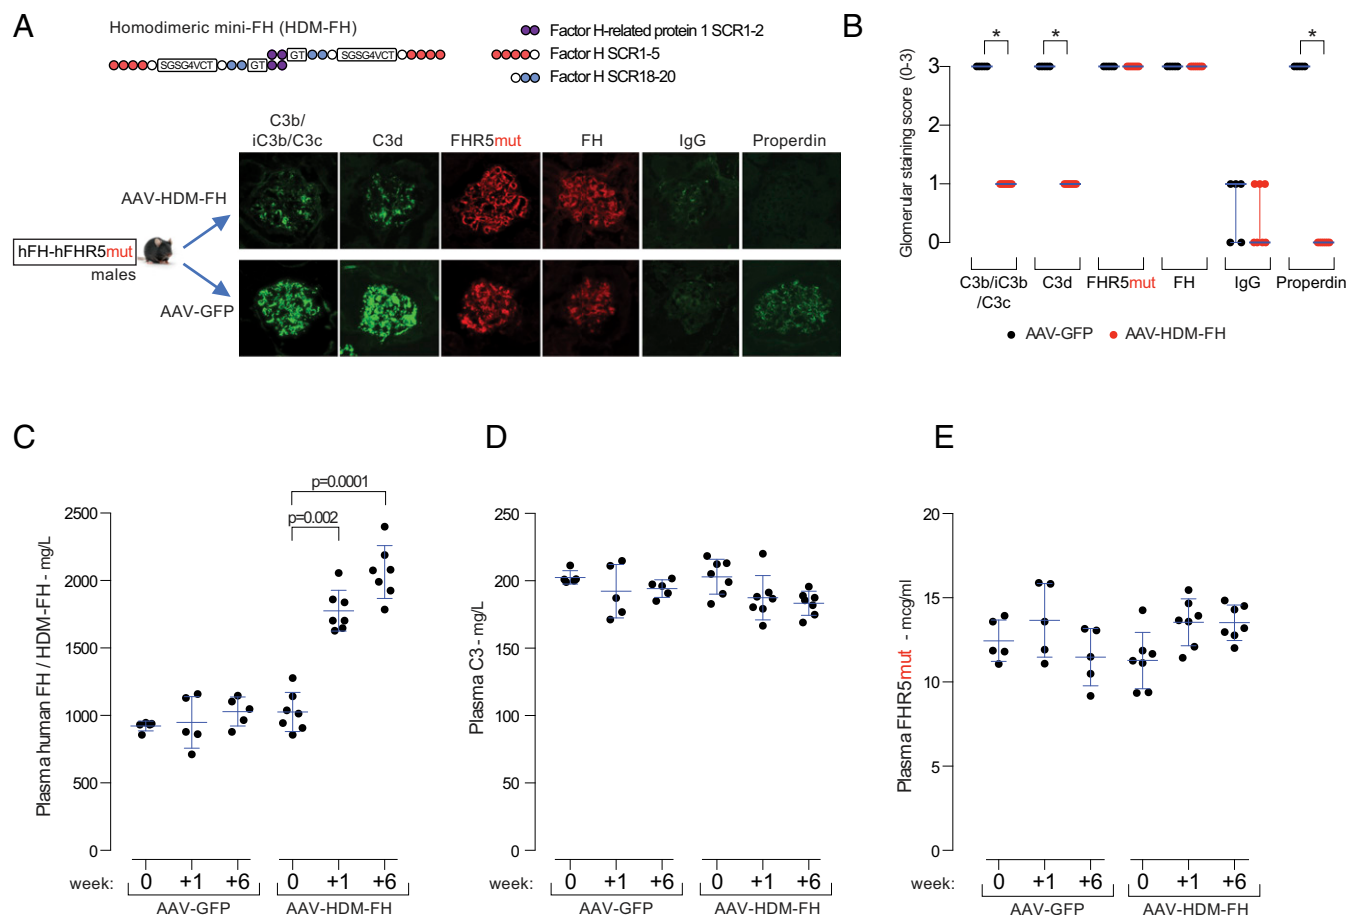 A
Homodimeric mini-FH (HDM-FH)
SGSG4VCT GT GT SGSG4VCT
Factor H-related protein 1 SCR1-2
Factor H SCR1-5
Factor H SCR18-20
C3b/
iC3b/C3c C3d FHR5mut FH IgG Properdin
AAV-HDM-FH
hFH-hFHR5mut
males
AAV-GFP
B
Glomerular staining score (0-3)
3
2
1
0
* * *
C3b/iC3b
/C3c C3d FHR5mut FH IgG Properdin
AAV-GFP AAV-HDM-FH
C
Plasma human FH / HDM-FH - mg/L
2500
2000
1500
1000
500
0
p=0.0001
p=0.002
week: 0 +1 +6 0 +1 +6
AAV-GFP AAV-HDM-FH
D
Plasma C3 - mg/L
250
200
150
100
50
0
week: 0 +1 +6 0 +1 +6
AAV-GFP AAV-HDM-FH
E
Plasma FHR5mut - mcg/ml
20
15
10
5
0
week: 0 +1 +6 0 +1 +6
AAV-GFP AAV-HDM-FH